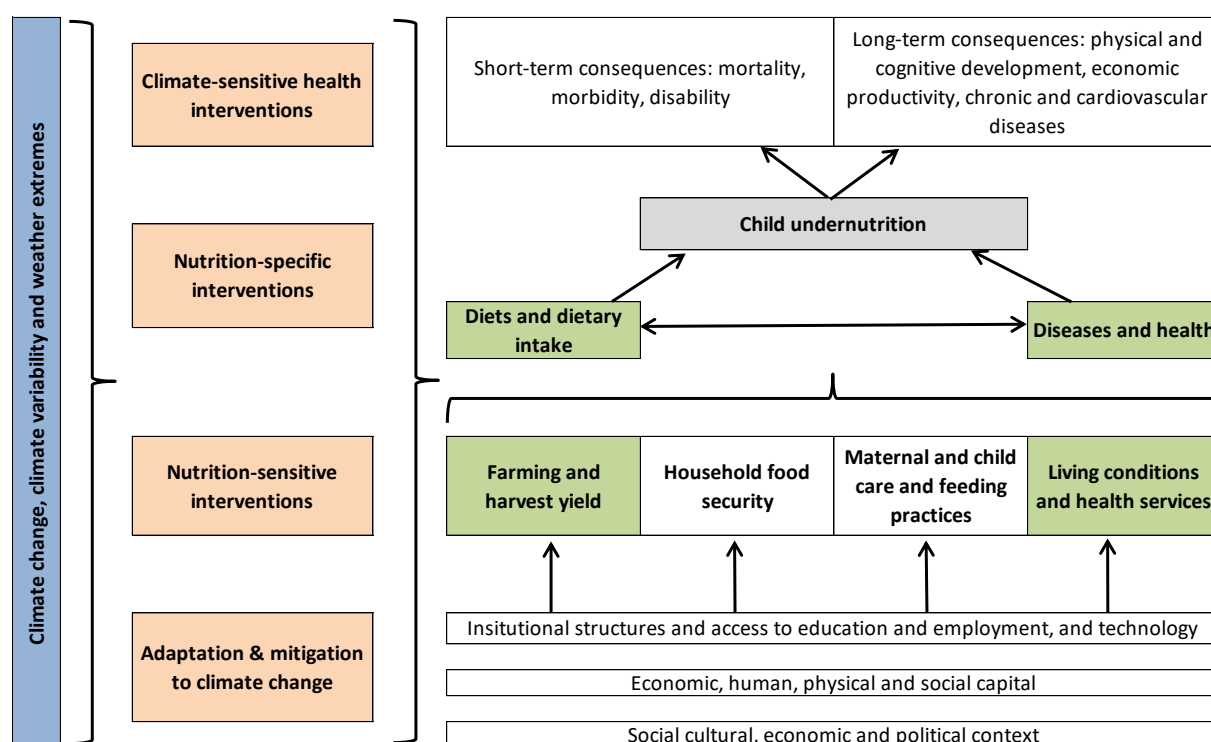 Climate change, climate variability and weather extremes
Climate-sensitive health
interventions
Nutrition-specific
interventions
Nutrition-sensitive
interventions
Adaptation & mitigation
to climate change
Short-term consequences: mortality,
morbidity, disability
Long-term consequences: physical and
cognitive development, economic
productivity, chronic and cardiovascular
diseases
Child undernutrition
Diets and dietary
intake
Diseases and health
Farming and
harvest yield
Household food
security
Maternal and child
care and feeding
practices
Living conditions
and health services
Insitutional structures and access to education and employment, and technology
Economic, human, physical and social capital
Social cultural, economic and political context